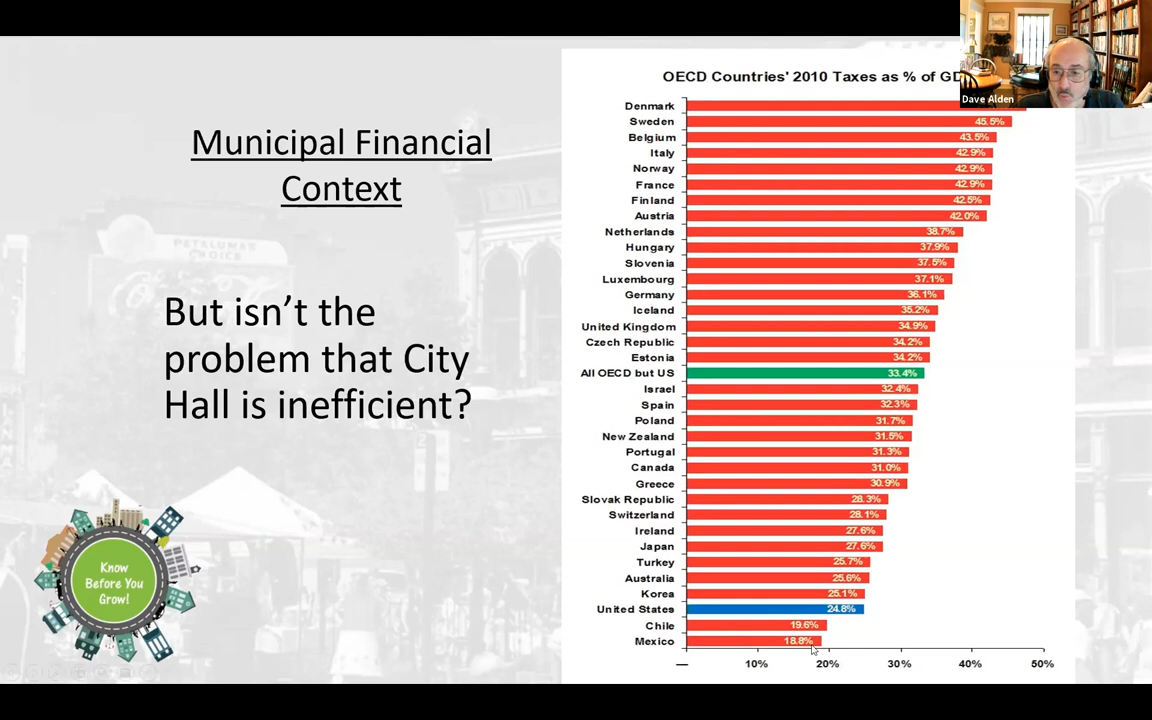 Municipal Financial
Context
But isn't the
problem that City
Hall is inefficient?
Know
Before You
Grow!
PETALUMA'S
CHOICE
OECD Countries' 2010 Taxes as % of GD
Dave Alden
Denmark
Sweden 45.5%
Belgium 43.5%
Italy 42.9%
Norway 42.9%
France 42.9%
Finland 42.5%
Austria 42.0%
Netherlands 38.7%
Hungary 37.9%
Slovenia 37.5%
Luxembourg 37.1%
Germany 36.1%
Iceland 35.2%
United Kingdom 34.9%
Czech Republic 34.2%
Estonia 34.2%
All OECD but US 33.4%
Israel 32.4%
Spain 32.3%
Poland 31.7%
New Zealand 31.5%
Portugal 31.3%
Canada 31.0%
Greece 30.9%
Slovak Republic 28.3%
Switzerland 28.1%
Ireland 27.6%
Japan 27.6%
Turkey 25.7%
Australia 25.6%
Korea 25.1%
United States 24.8%
Chile 19.6%
Mexico 18.8%
— 10% 20% 30% 40% 50%